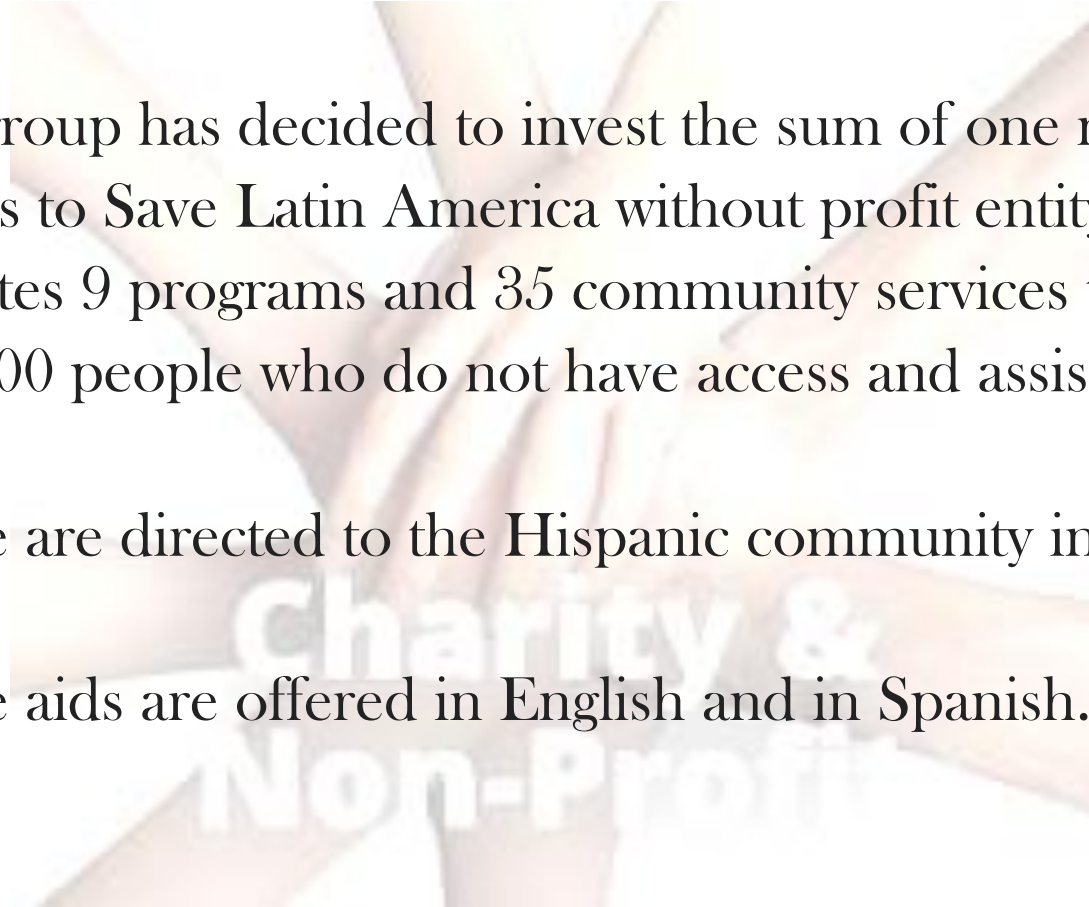 roup has decided to invest the sum of one
s to Save Latin America without profit entity
tes 9 programs and 35 community services
00 people who do not have access and assis
e are directed to the Hispanic community in
Charity &
e aids are offered in English and in Spanish.
Non-Profit